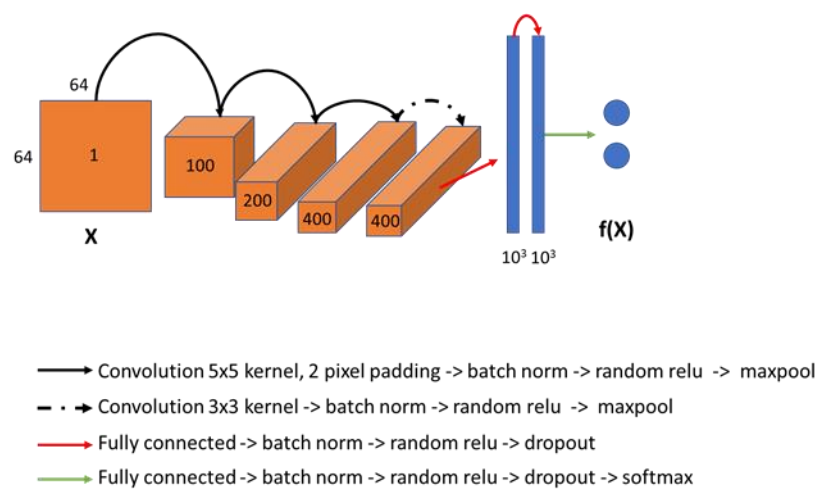 64
64
1
100
200
400
400
X
f(X)
10³ 10³
Convolution 5x5 kernel, 2 pixel padding -> batch norm -> random relu -> maxpool
Convolution 3x3 kernel -> batch norm -> random relu -> maxpool
Fully connected -> batch norm -> random relu -> dropout
Fully connected -> batch norm -> random relu -> dropout -> softmax